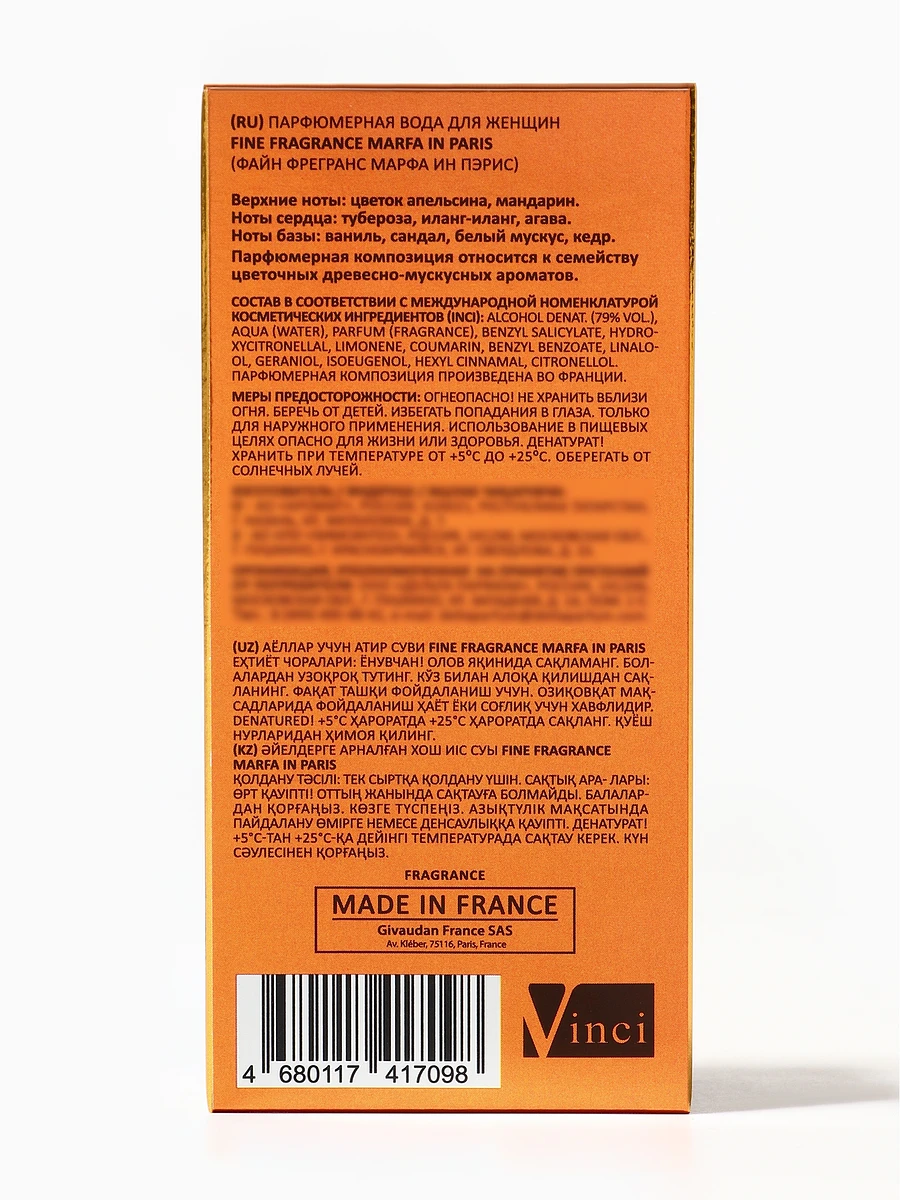 (RU) ПАРФЮМЕРНАЯ ВОДА ДЛЯ ЖЕНЩИН
FINE FRAGRANCE MARFA IN PARIS
(ФАЙН ФРЕГРАНС МАРФА ИН ПЭРИС)
Верхние ноты: цветок апельсина, мандарин.
Ноты сердца: тубероза, иланг-иланг, агава.
Ноты базы: ваниль, сандал, белый мускус, кедр.
Парфюмерная композиция относится к семейству
цветочных древесно-мускусных ароматов.
СОСТАВ В СООТВЕТСТВИИ С МЕЖДУНАРОДНОЙ НОМЕНКЛАТУРОЙ
КОСМЕТИЧЕСКИХ ИНГРЕДИЕНТОВ (INCI): ALCOHOL DENAT. (79% VOL.),
AQUA (WATER), PARFUM (FRAGRANCE), BENZYL SALICYLATE, HYDRO-
XYCITRONELLAL, LIMONENE, COUMARIN, BENZYL BENZOATE, LINALO-
OL, GERANIOL, ISOEUGENOL, HEXYL CINNAMAL, CITRONELLOL.
ПАРФЮМЕРНАЯ КОМПОЗИЦИЯ ПРОИЗВЕДЕНА ВО ФРАНЦИИ.
МЕРЫ ПРЕДОСТОРОЖНОСТИ: ОГНЕОПАСНО! НЕ ХРАНИТЬ ВБЛИЗИ
ОГНЯ. БЕРЕЧЬ ОТ ДЕТЕЙ. ИЗБЕГАТЬ ПОПАДАНИЯ В ГЛАЗА. ТОЛЬКО
ДЛЯ НАРУЖНОГО ПРИМЕНЕНИЯ. ИСПОЛЬЗОВАНИЕ В ПИЩЕВЫХ
ЦЕЛЯХ ОПАСНО ДЛЯ ЖИЗНИ ИЛИ ЗДОРОВЬЯ. ДЕНАТУРАТ!
ХРАНИТЬ ПРИ ТЕМПЕРАТУРЕ ОТ +5°С ДО +25°С. ОБЕРЕГАТЬ ОТ
СОЛНЕЧНЫХ ЛУЧЕЙ.
(UZ) АЁЛЛАР УЧУН АТИР СУВИ FINE FRAGRANCE MARFA IN PARIS
ЕҲТИЁТ ЧОРАЛАРИ: ЁНУВЧАН! ОЛОВ ЯҚИНИДА САҚЛАМАНГ. БОЛ-
АЛАРДАН УЗОҚРОҚ ТУТИНГ. КЎЗ БИЛАН АЛОҚА ҚИЛИШДАН САҚ-
ЛАНИНГ. ФАҚАТ ТАШҚИ ФОЙДАЛАНИШ УЧУН. ОЗИҚОВҚАТ МАҚ-
САДЛАРИДА ФОЙДАЛАНИШ ҲАЁТ ЁКИ СОҒЛИҚ УЧУН ХАВФЛИДИР.
DENATURED! +5°С ҲАРОРАТДА +25°С ҲАРОРАТДА САҚЛАНГ. ҚУЁШ
НУРЛАРИДАН ҲИМОЯ ҚИЛИНГ.
(KZ) ӘЙЕЛДЕРГЕ АРНАЛҒАН ХОШ ИІС СУЫ FINE FRAGRANCE
MARFA IN PARIS
ҚОЛДАНУ ТӘСІЛІ: ТЕК СЫРТҚА ҚОЛДАНУ ҮШІН. САҚТЫҚ АРА- ЛАРЫ:
ӨРТ ҚАУІПТІ! ОТТЫҢ ЖАНЫНДА САҚТАУҒА БОЛМАЙДЫ. БАЛАЛАР-
ДАН ҚОРҒАҢЫЗ. КӨЗГЕ ТҮСПЕҢІЗ. АЗЫҚТҮЛІК МАҚСАТЫНДА
ПАЙДАЛАНУ ӨМІРГЕ НЕМЕСЕ ДЕНСАУЛЫҚҚА ҚАУІПТІ. ДЕНАТУРАТ!
+5°С-ТАН +25°С-ҚА ДЕЙІНГІ ТЕМПЕРАТУРАДА САҚТАУ КЕРЕК. КҮН
СӘУЛЕСІНЕН ҚОРҒАҢЫЗ.
FRAGRANCE
MADE IN FRANCE
Givaudan France SAS
Av. Kléber, 75116, Paris, France
4 680117 417098
Vinci